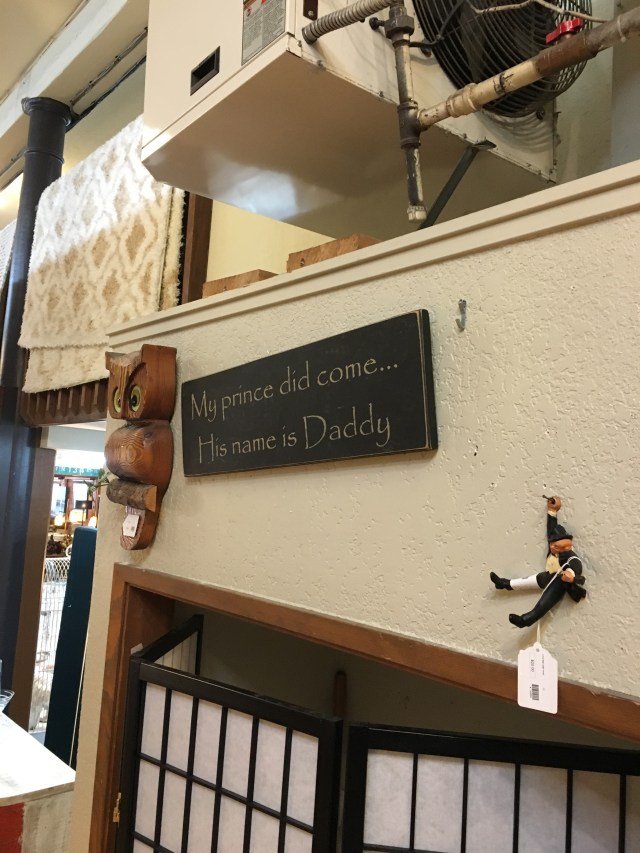 My prince did come...
His name is Daddy